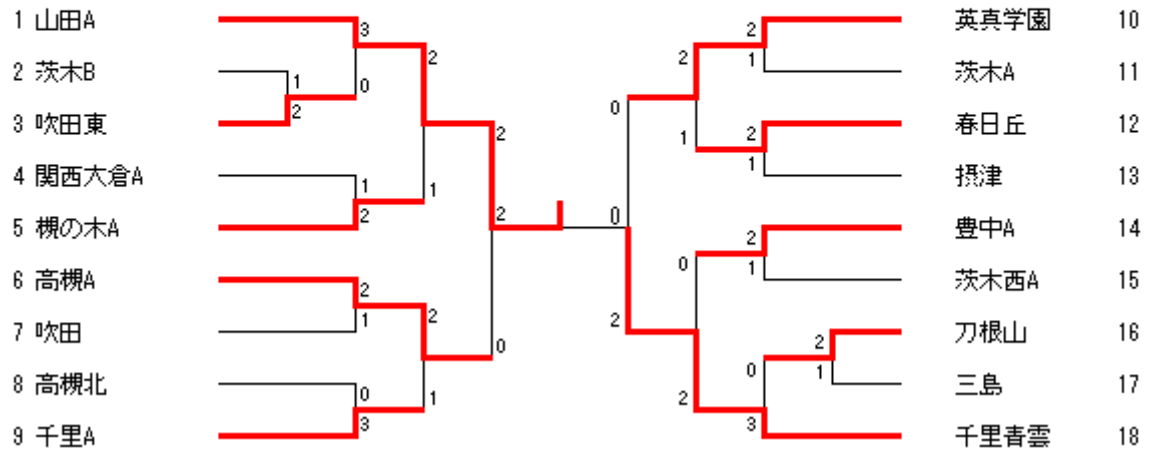 1 山田A
2 茨木B
3 吹田東
4 関西大倉A
5 槻の木A
6 高槻A
7 吹田
8 高槻北
9 千里A
3
0
1
2
2
1
1
2
2
2
1
2
1
0
3
2
0
2
0
0
2
2
1
0
2
2
1
2
1
2
1
0
3
2
1
英真学園 10
茨木A 11
春日丘 12
摂津 13
豊中A 14
茨木西A 15
刀根山 16
三島 17
千里青雲 18